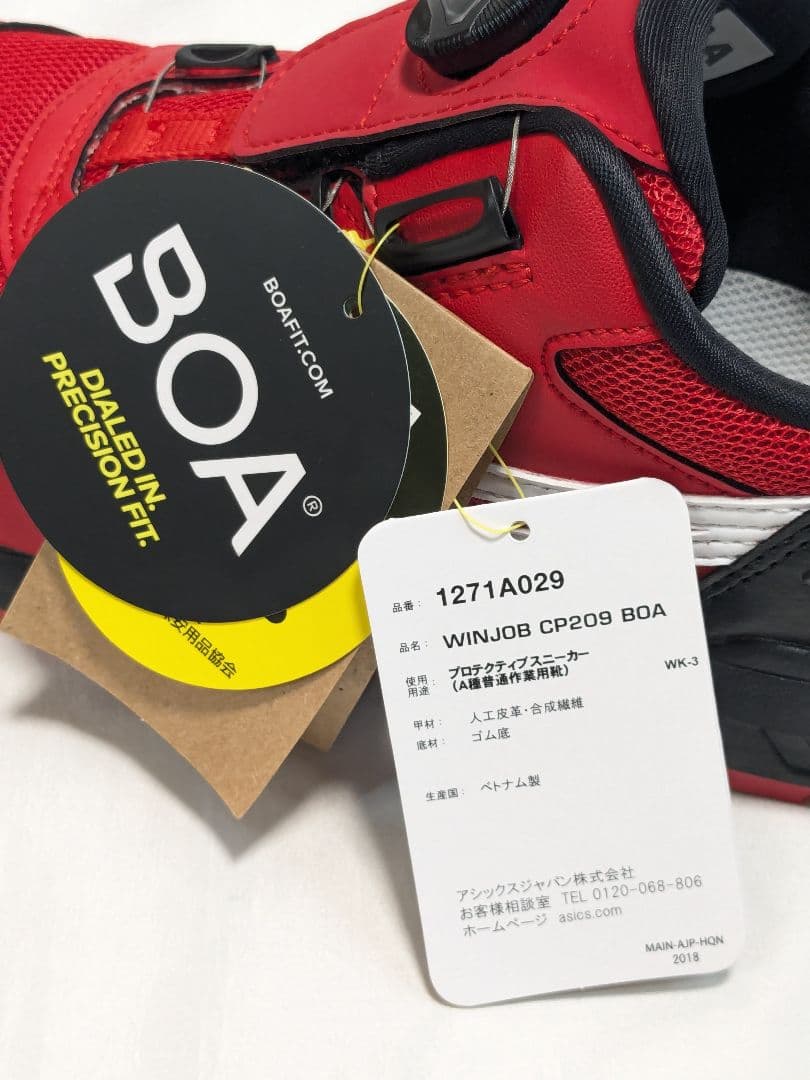 BOA®
BOAFIT.COM
DIALED IN.
PRECISION FIT.
安用品協会
品番: 1271A029
品名: WINJOB CP209 BOA
使用用途: プロテクティブスニーカー
(A種普通作業用靴)
WK-3
甲材: 人工皮革・合成繊維
底材: ゴム底
生産国: ベトナム製
アシックスジャパン株式会社
お客様相談室 TEL 0120-068-806
ホームページ asics.com
MAIN-AJP-HQN
2018